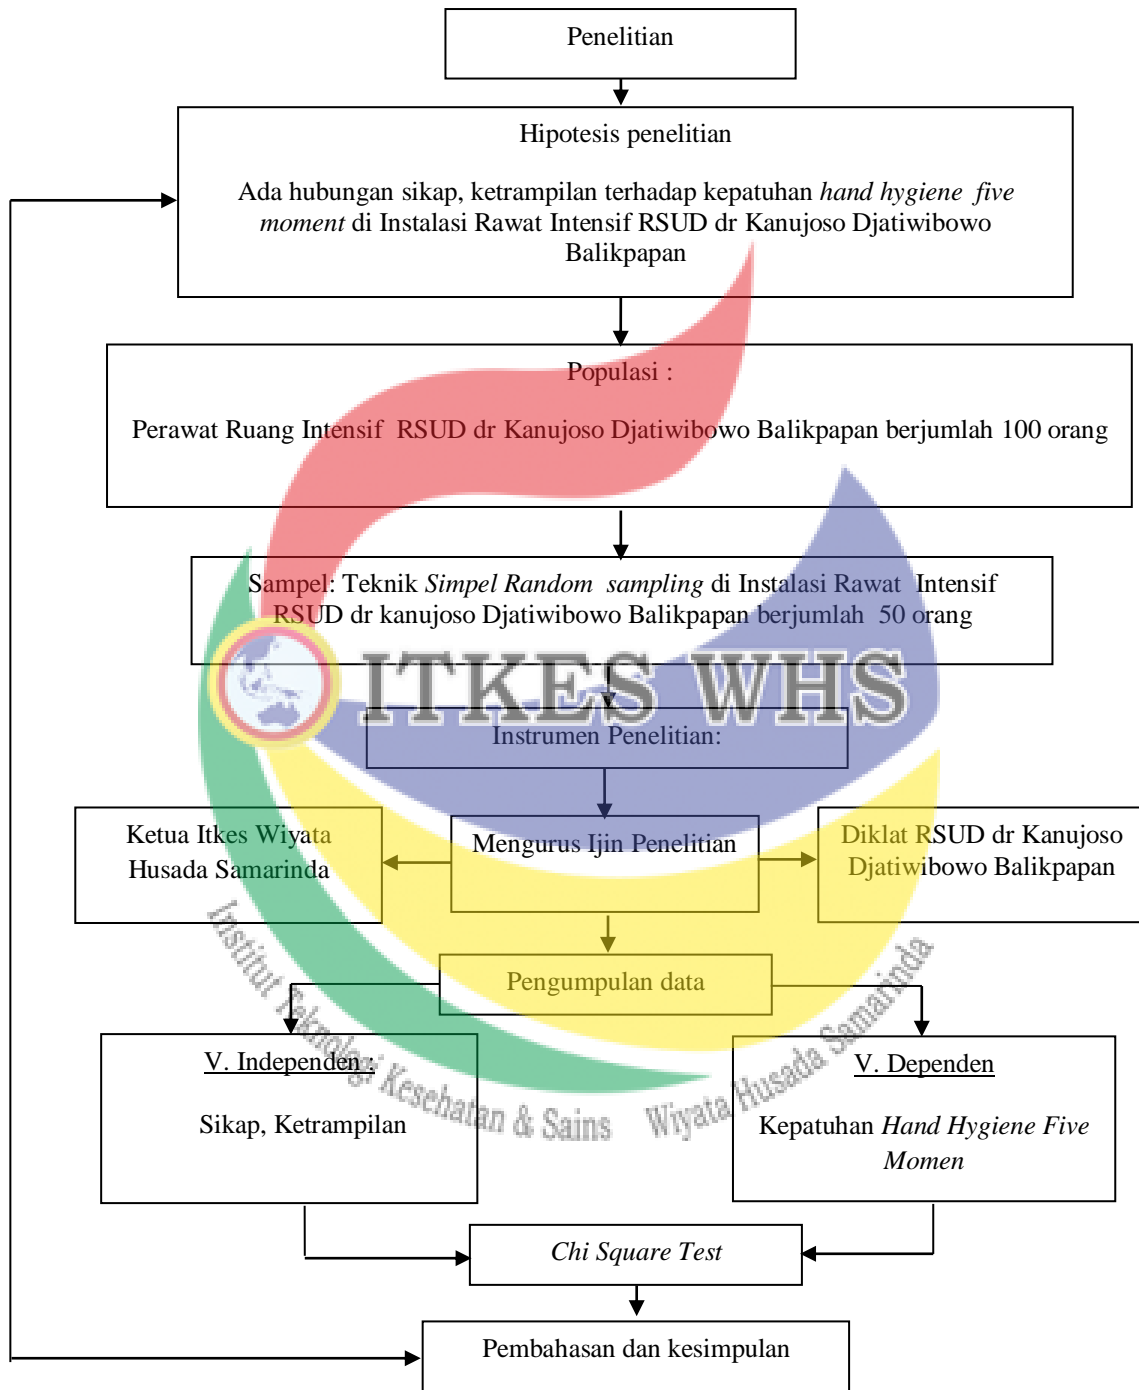 Penelitian
Hipotesis penelitian
Ada hubungan sikap, ketrampilan terhadap kepatuhan hand hygiene five
moment di Instalasi Rawat Intensif RSUD dr Kanujoso Djatiwibowo
Balikpapan
Populasi :
Perawat Ruang Intensif RSUD dr Kanujoso Djatiwibowo Balikpapan berjumlah 100 orang
Sampel: Teknik Simpel Random sampling di Instalasi Rawat Intensif
RSUD dr kanujoso Djatiwibowo Balikpapan berjumlah 50 orang
ITKES WHS
Instrumen Penelitian:
Ketua Itkes Wiyata
Husada Samarinda
Mengurus Ijin Penelitian
Diklat RSUD dr Kanujoso
Djatiwibowo Balikpapan
Pengumpulan data
Institut Teknologi Kesehatan & Sains Wiyata Husada Samarinda
V. Independen :
Sikap, Ketrampilan
V. Dependen
Kepatuhan Hand Hygiene Five
Momen
Chi Square Test
Pembahasan dan kesimpulan